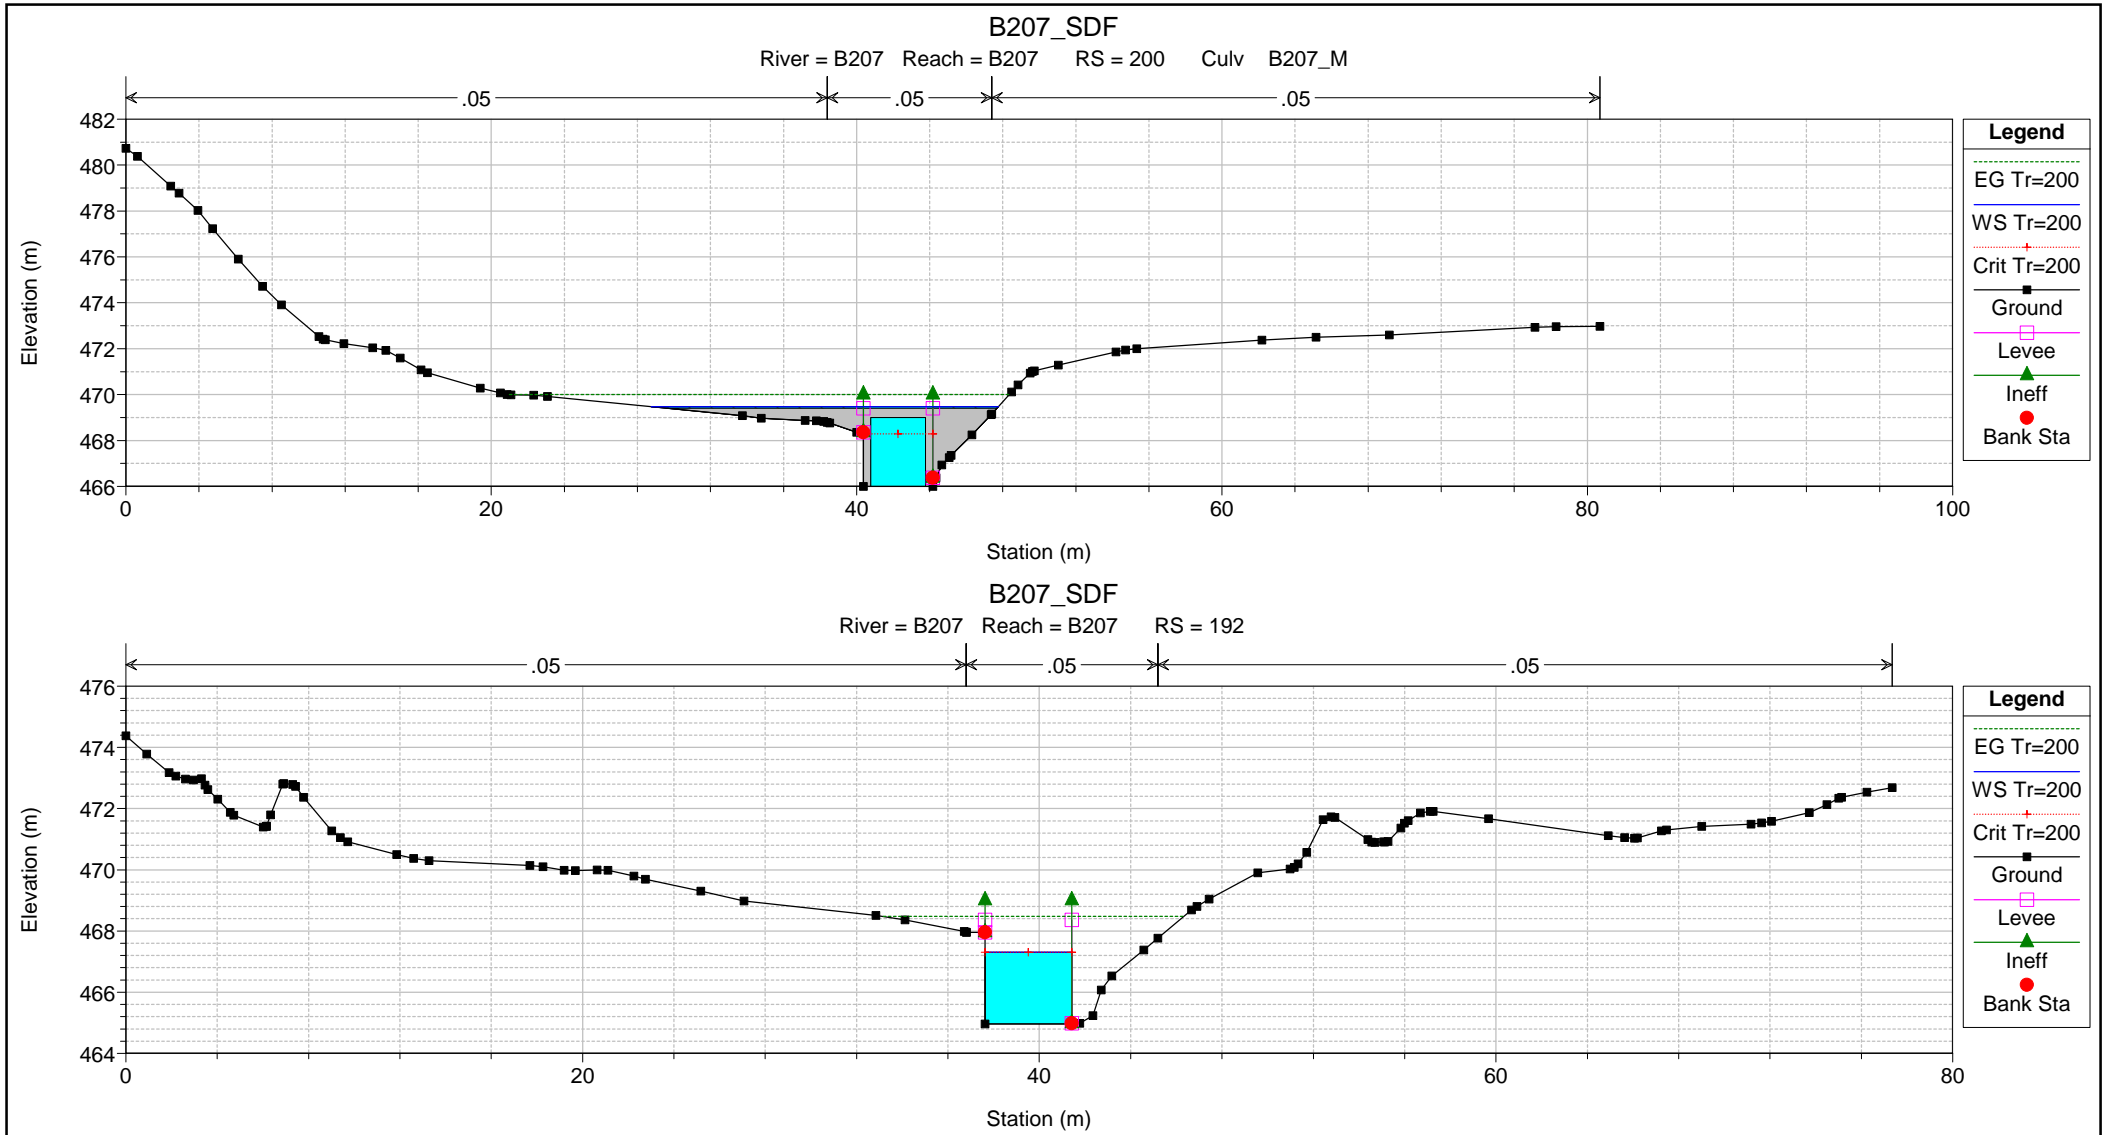 B207_SDF
River = B207 Reach = B207 RS = 200 Culv B207_M
.05 .05 .05
482
480
478
476
474
472
470
468
466
Elevation (m)
0 20 40 60 80 100
Station (m)
Legend
EG Tr=200
WS Tr=200
Crit Tr=200
Ground
Levee
Ineff
Bank Sta
B207_SDF
River = B207 Reach = B207 RS = 192
.05 .05 .05
476
474
472
470
468
466
464
Elevation (m)
0 20 40 60 80
Station (m)
Legend
EG Tr=200
WS Tr=200
Crit Tr=200
Ground
Levee
Ineff
Bank Sta